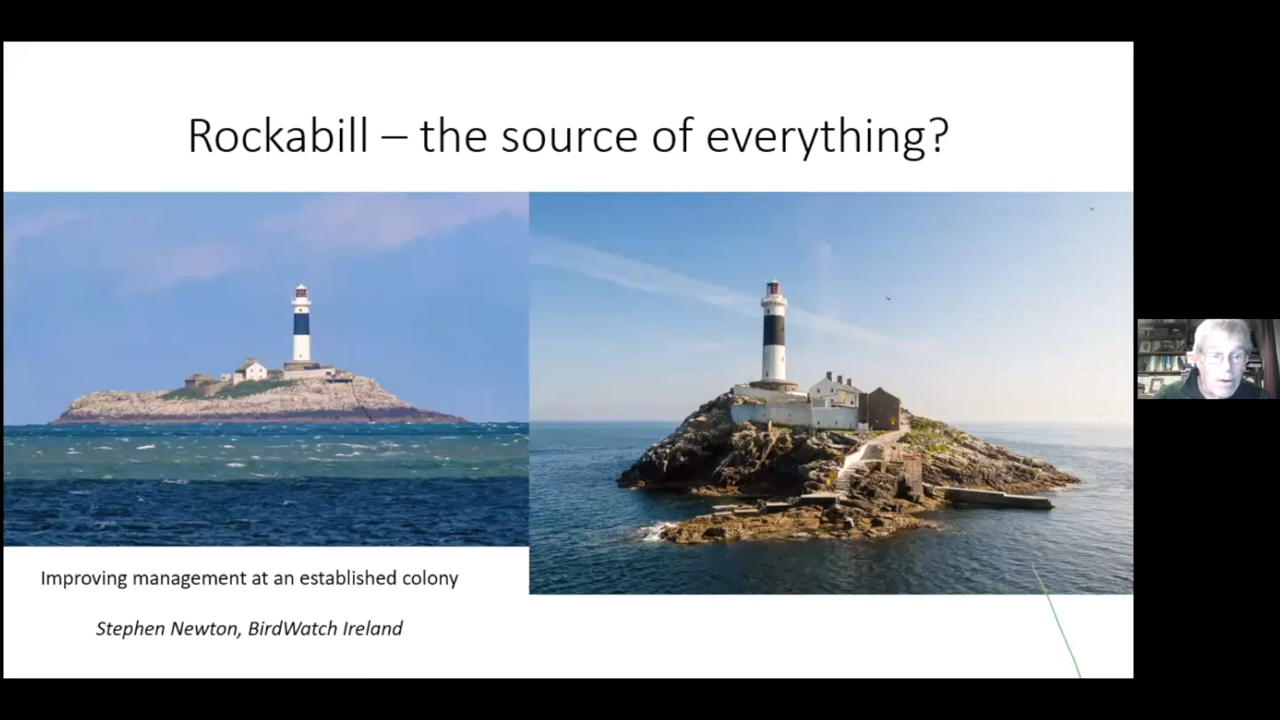 Rockabill – the source of everything?
Improving management at an established colony
Stephen Newton, BirdWatch Ireland